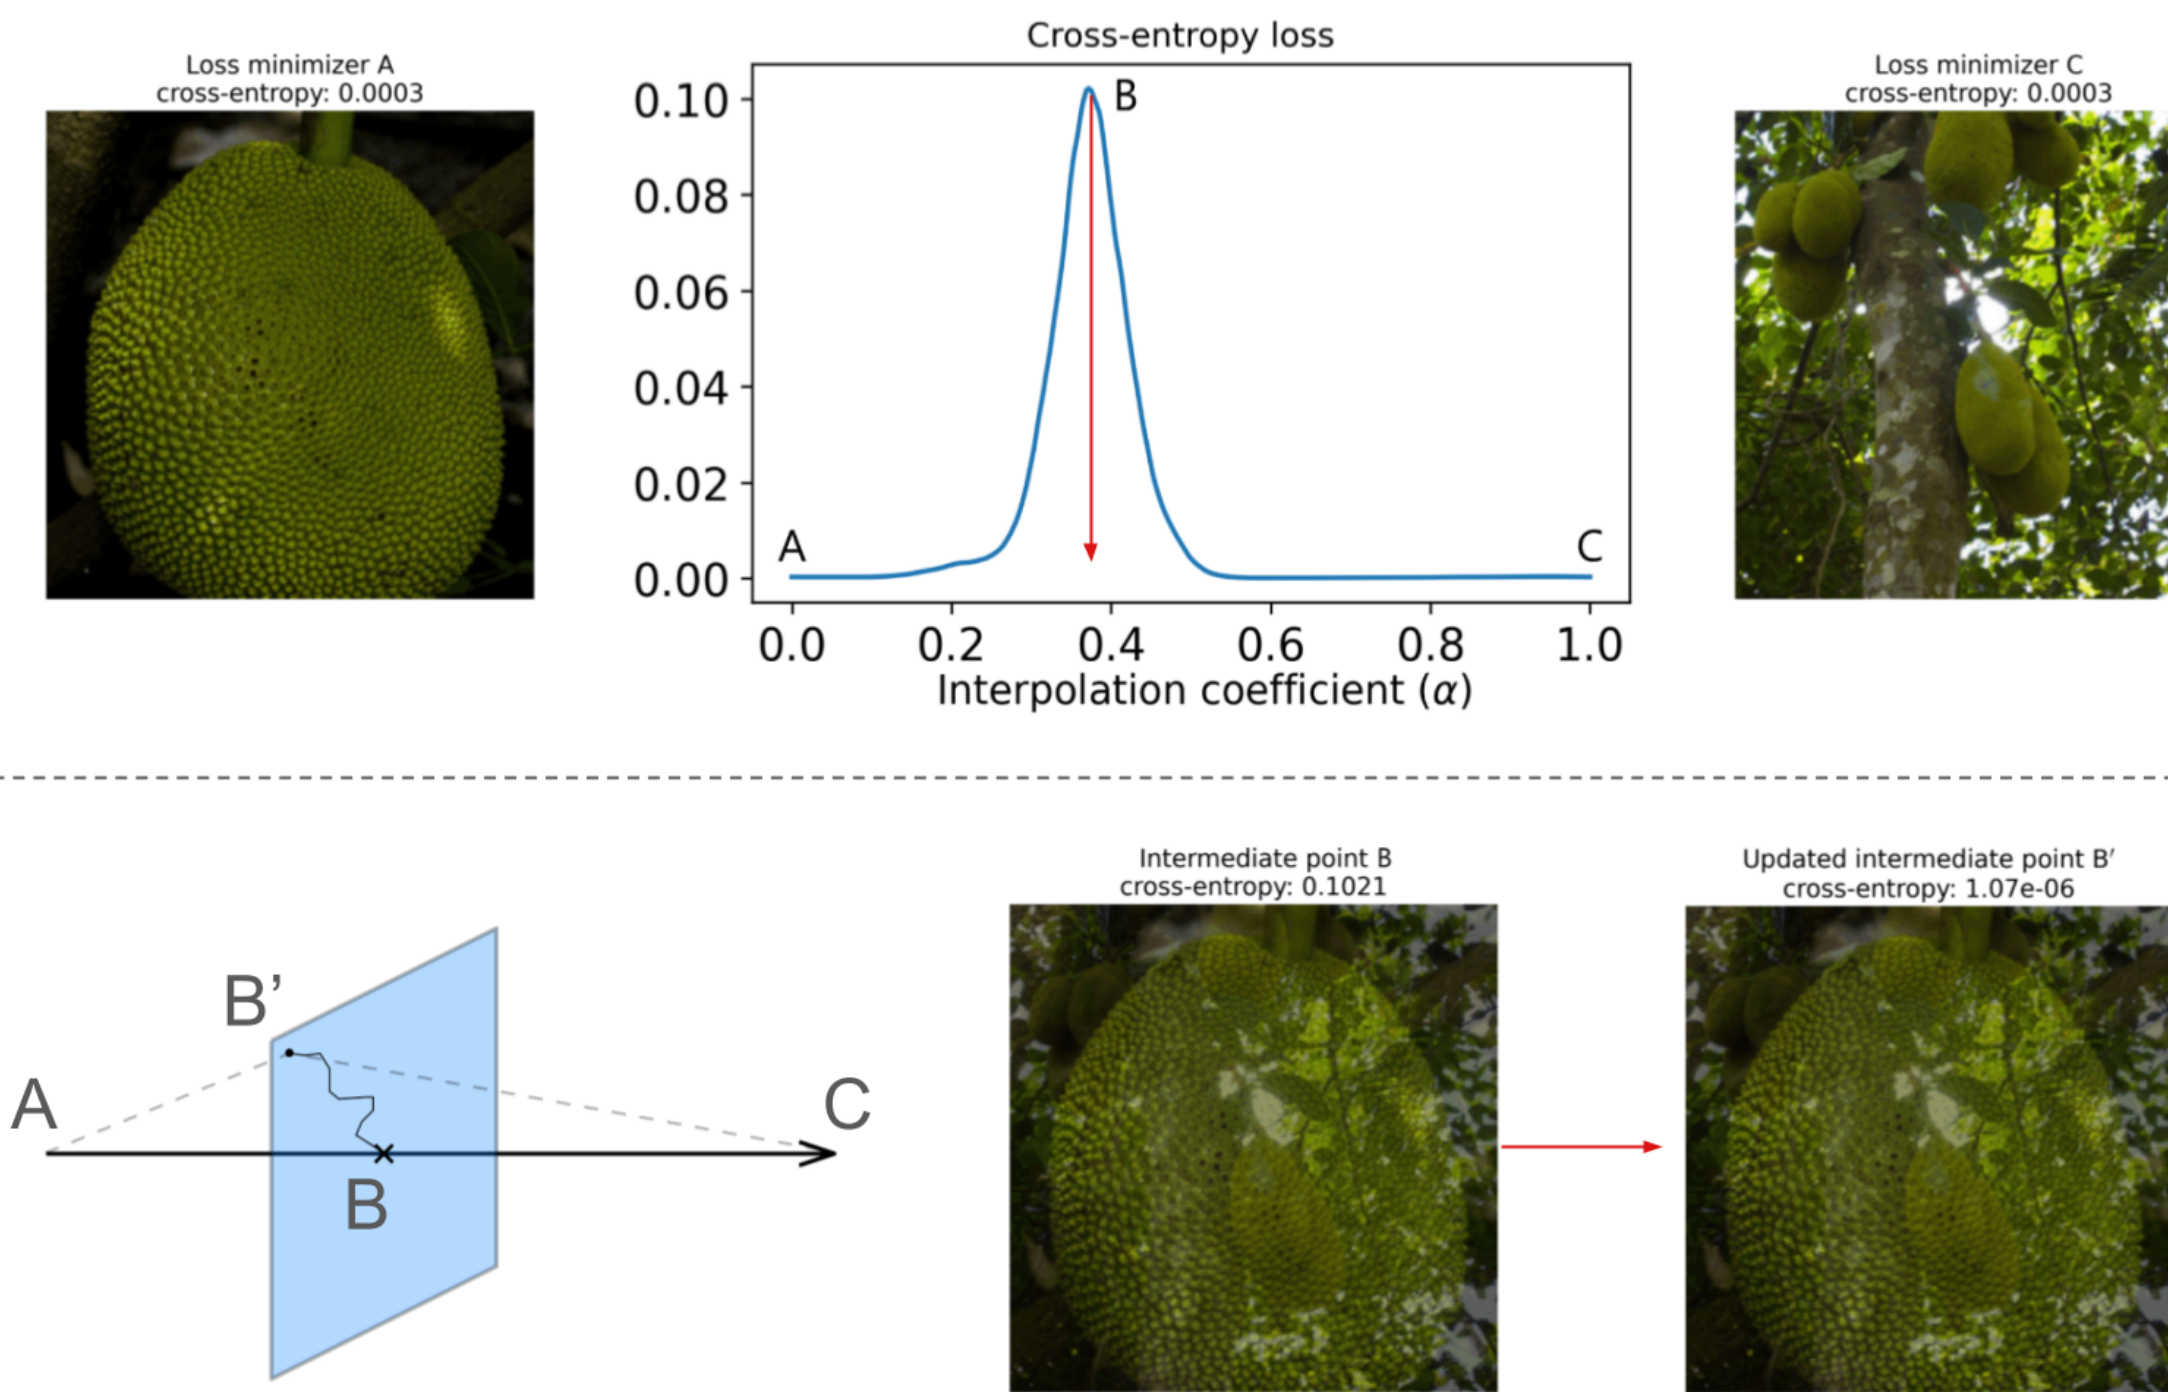 Cross-entropy loss
Loss minimizer A
cross-entropy: 0.0003
Loss minimizer C
cross-entropy: 0.0003
0.10
0.08
0.06
0.04
0.02
0.00
B
A
C
0.0 0.2 0.4 0.6 0.8 1.0
Interpolation coefficient (α)
B’
A
C
B
Intermediate point B
cross-entropy: 0.1021
Updated intermediate point B′
cross-entropy: 1.07e-06